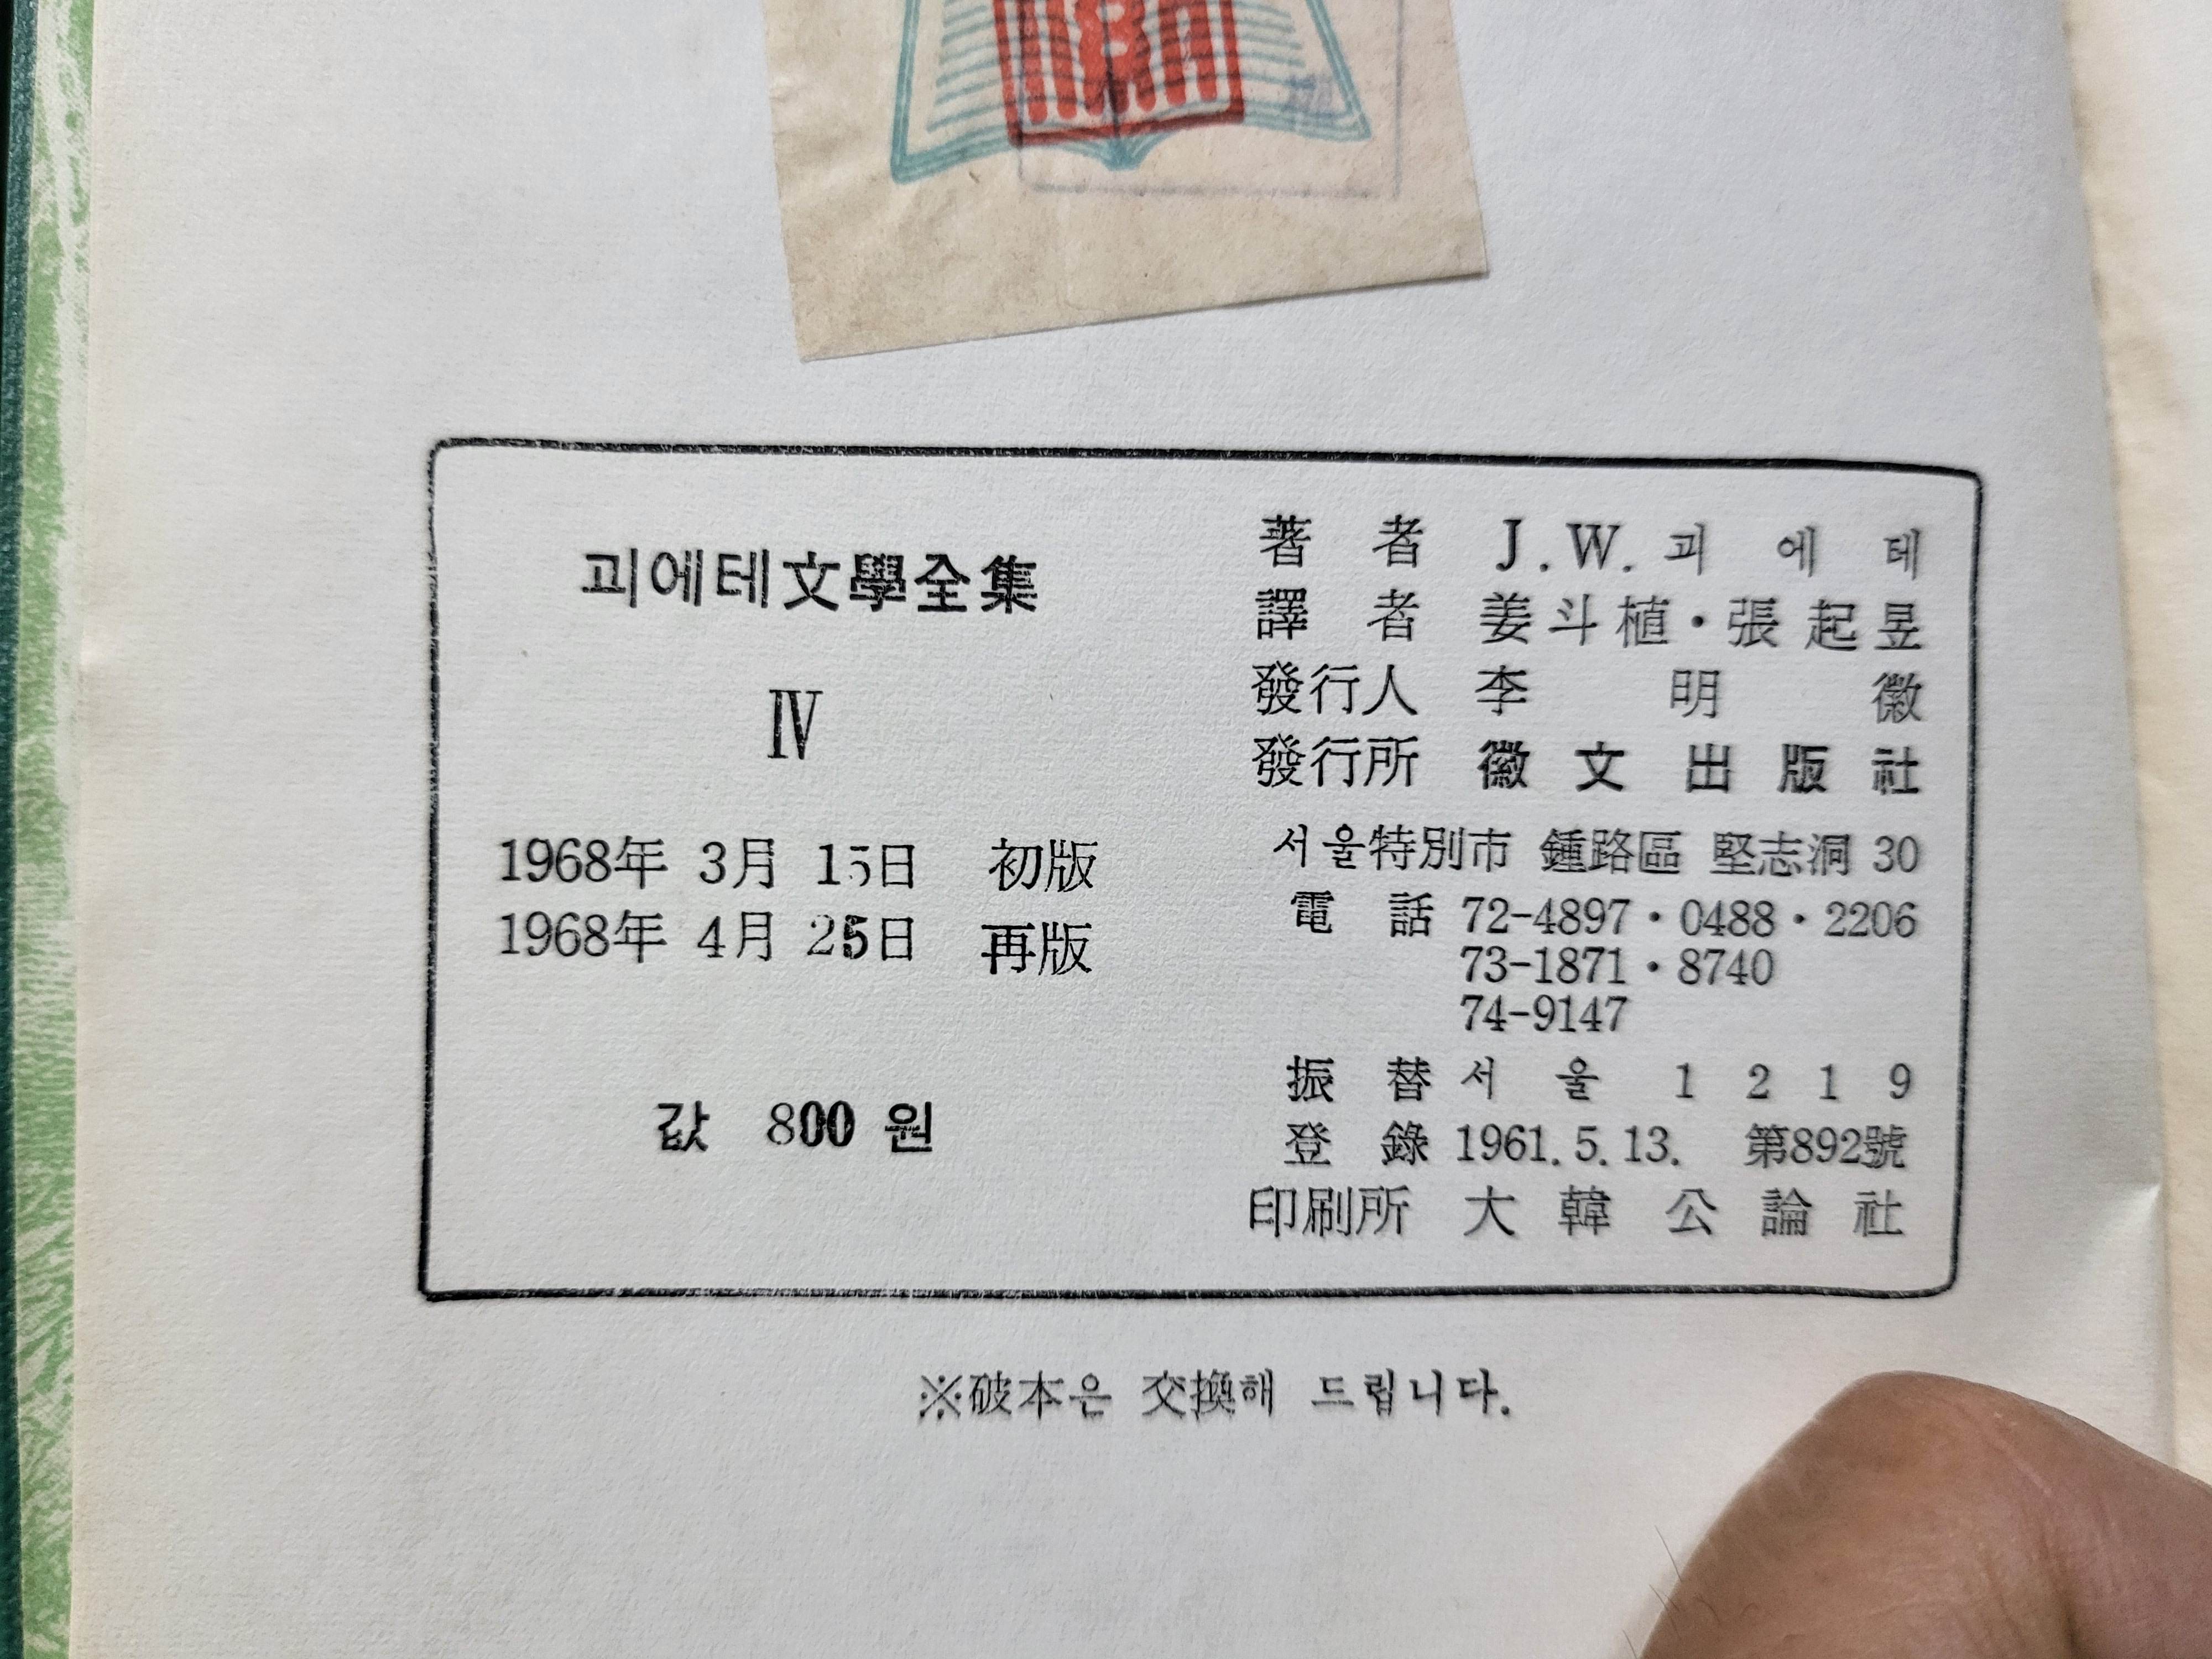 괴에테文學全集
Ⅳ
1968年 3月 15日 初版
1968年 4月 25日 再版
값 800 원
著者 J.W.괴에테
譯者 姜斗植・張起昱
發行人 李明徽
發行所 徽文出版社
서울特別市 鍾路區 堅志洞 30
電話 72-4897・0488・2206
73-1871・8740
74-9147
振替 서울 1219
登錄 1961.5.13. 第892號
印刷所 大韓公論社
※破本은 交換해 드립니다.